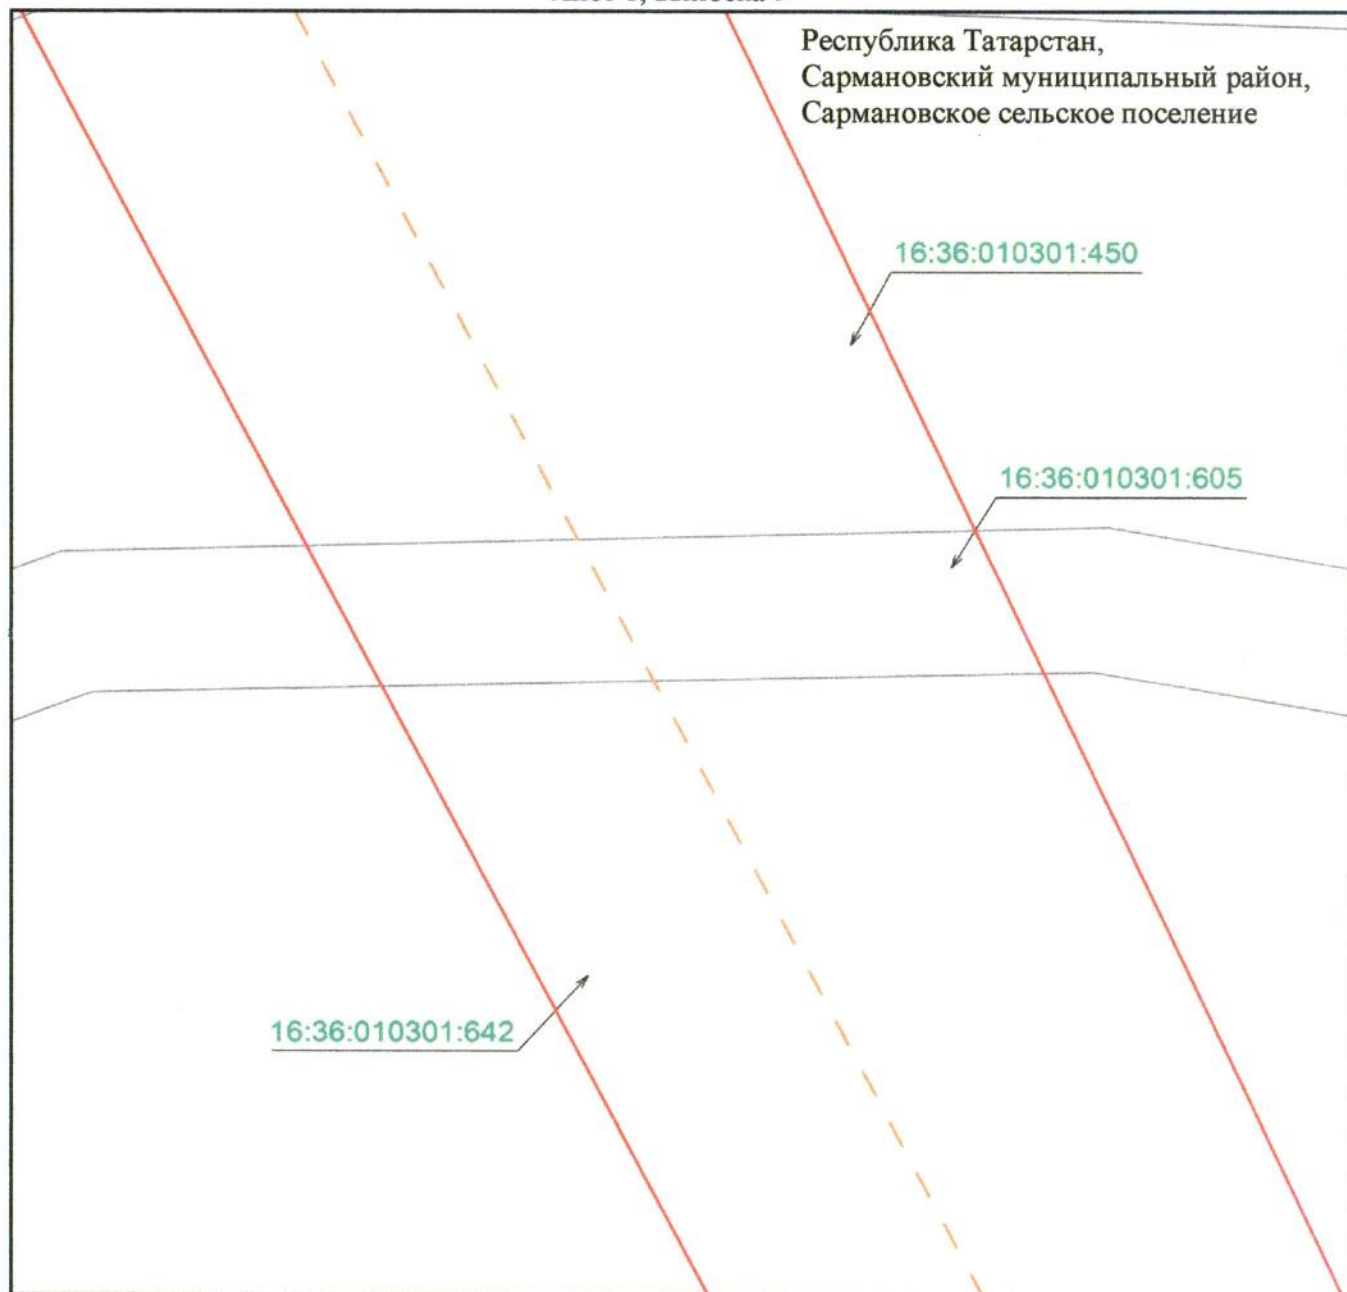 Республика Татарстан,
Сармановский муниципальный район,
Сармановское сельское поселение
16:36:010301:450
16:36:010301:605
16:36:010301:642